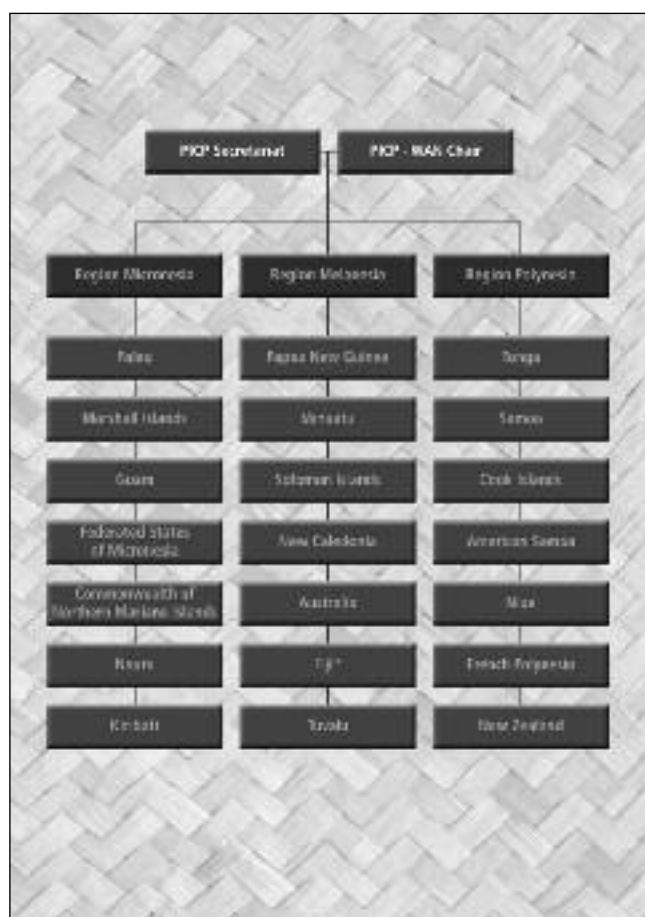 PICP Secretariat
PICP - WAN Chair
Region Micronesia
Region Melanesia
Region Polynesia
Palau
Papua New Guinea
Tonga
Marshall Islands
Vanuatu
Samoa
Guam
Solomon Islands
Cook Islands
Federated States
of Micronesia
New Caledonia
American Samoa
Commonwealth of
Northern Mariana Islands
Australia
Niue
Nauru
Fiji*
French Polynesia
Kiribati
Tuvalu
New Zealand